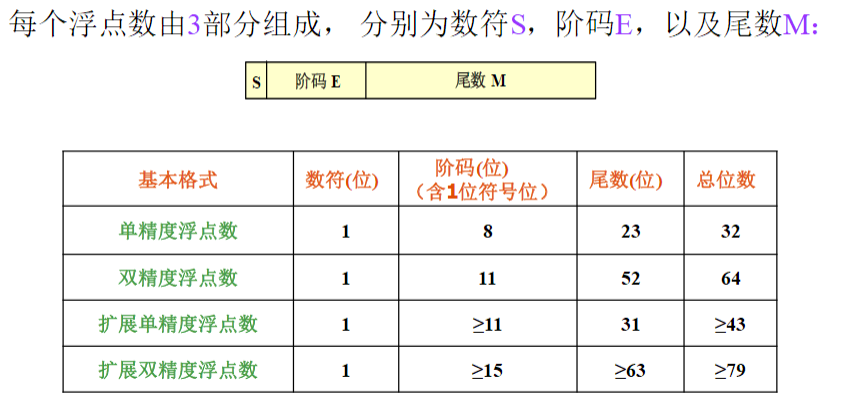 每个浮点数由3部分组成，分别为数符S，阶码E，以及尾数M：
S 阶码 E 尾数 M
基本格式 数符(位) 阶码(位) （含1位符号位） 尾数(位) 总位数
单精度浮点数 1 8 23 32
双精度浮点数 1 11 52 64
扩展单精度浮点数 1 ≥11 31 ≥43
扩展双精度浮点数 1 ≥15 ≥63 ≥79